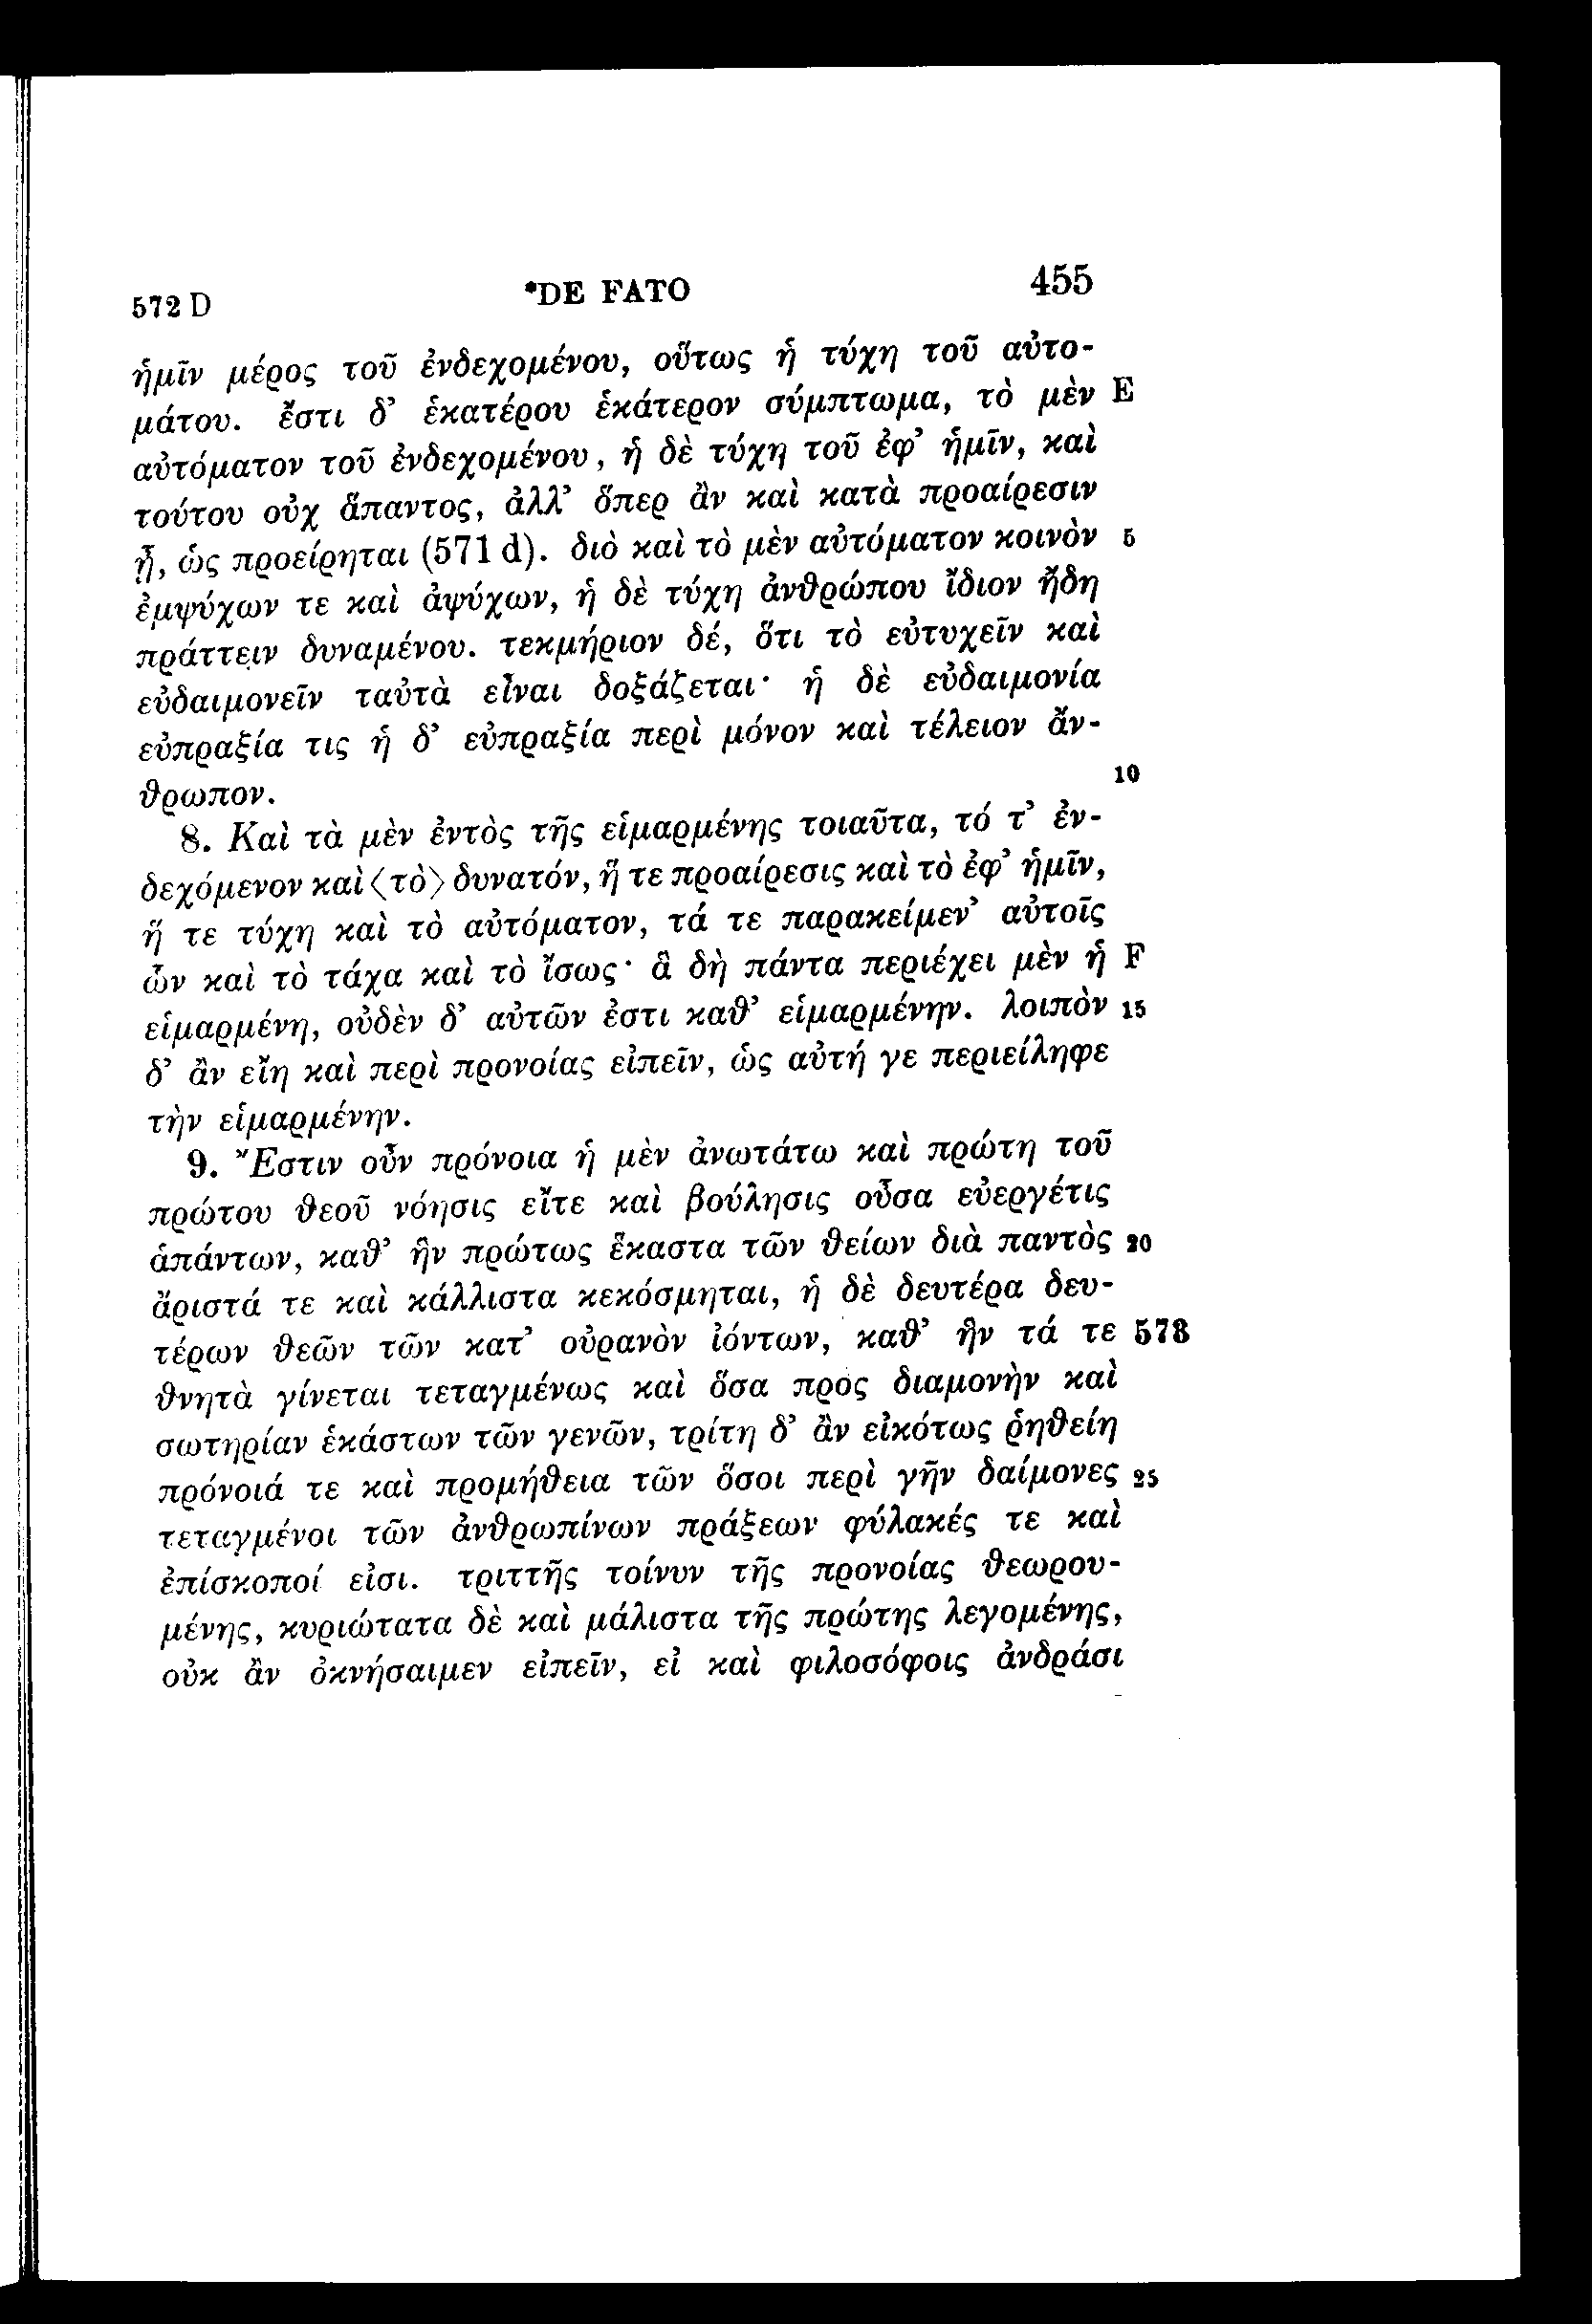 572 D *DE FATO 455
ἡμῖν μέρος τοῦ ἐνδεχομένου, οὕτως ἡ τύχη τοῦ αὐτο-
μάτου. ἔστι δ’ ἑκατέρου ἑκάτερον σύμπτωμα, τὸ μὲν E
αὐτόματον τοῦ ἐνδεχομένου, ἡ δὲ τύχη τοῦ ἐφ’ ἡμῖν, καὶ
τούτου οὐχ ἅπαντος, ἀλλ’ ὅπερ ἂν καὶ κατὰ προαίρεσιν
ᾖ, ὡς προείρηται (571 d). διὸ καὶ τὸ μὲν αὐτόματον κοινὸν 5
ἐμψύχων τε καὶ ἀψύχων, ἡ δὲ τύχη ἀνθρώπου ἴδιον ἤδη
πράττειν δυναμένου. τεκμήριον δέ, ὅτι τὸ εὐτυχεῖν καὶ
εὐδαιμονεῖν ταὐτὰ εἶναι δοξάζεται· ἡ δὲ εὐδαιμονία
εὐπραξία τις ἡ δ’ εὐπραξία περὶ μόνον καὶ τέλειον ἄν-
θρωπον. 10
8. Καὶ τὰ μὲν ἐντὸς τῆς εἱμαρμένης τοιαῦτα, τό τ’ ἐν-
δεχόμενον καὶ ⟨τὸ⟩ δυνατόν, ἥ τε προαίρεσις καὶ τὸ ἐφ’ ἡμῖν,
ἥ τε τύχη καὶ τὸ αὐτόματον, τά τε παρακείμεν’ αὐτοῖς
ὧν καὶ τὸ τάχα καὶ τὸ ἴσως· ἃ δὴ πάντα περιέχει μὲν ἡ F
εἱμαρμένη, οὐδὲν δ’ αὐτῶν ἐστι καθ’ εἱμαρμένην. λοιπὸν 15
δ’ ἂν εἴη καὶ περὶ προνοίας εἰπεῖν, ὡς αὐτή γε περιείληφε
τὴν εἱμαρμένην.
9. Ἔστιν οὖν πρόνοια ἡ μὲν ἀνωτάτω καὶ πρώτη τοῦ
πρώτου θεοῦ νόησις εἴτε καὶ βούλησις οὖσα εὐεργέτις
ἁπάντων, καθ’ ἣν πρώτως ἕκαστα τῶν θείων διὰ παντὸς 20
ἄριστά τε καὶ κάλλιστα κεκόσμηται, ἡ δὲ δευτέρα δευ-
τέρων θεῶν τῶν κατ’ οὐρανὸν ἰόντων, καθ’ ἣν τά τε 573
θνητὰ γίνεται τεταγμένως καὶ ὅσα πρὸς διαμονὴν καὶ
σωτηρίαν ἑκάστων τῶν γενῶν, τρίτη δ’ ἂν εἰκότως ῥηθείη
πρόνοιά τε καὶ προμήθεια τῶν ὅσοι περὶ γῆν δαίμονες 25
τεταγμένοι τῶν ἀνθρωπίνων πράξεων φύλακές τε καὶ
ἐπίσκοποί εἰσι. τριττῆς τοίνυν τῆς προνοίας θεωρου-
μένης, κυριώτατα δὲ καὶ μάλιστα τῆς πρώτης λεγομένης,
οὐκ ἂν ὀκνήσαιμεν εἰπεῖν, εἰ καὶ φιλοσόφοις ἀνδράσι